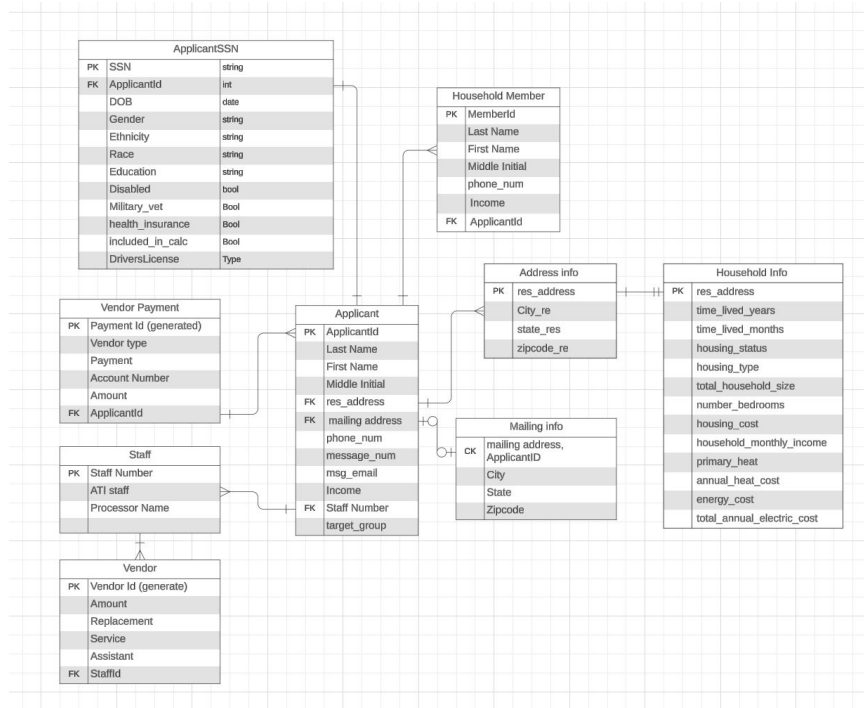 ApplicantSSN
PK SSN string
FK ApplicantId int
DOB date
Gender string
Ethnicity string
Race string
Education string
Disabled bool
Military_vet Bool
health_insurance Bool
included_in_calc Bool
DriversLicense Type
Household Member
PK MemberId
Last Name
First Name
Middle Initial
phone_num
Income
FK ApplicantId
Address info
PK res_address
City_re
state_res
zipcode_re
Household Info
PK res_address
time_lived_years
time_lived_months
housing_status
housing_type
total_household_size
number_bedrooms
housing_cost
household_monthly_income
primary_heat
annual_heat_cost
energy_cost
total_annual_electric_cost
Vendor Payment
PK Payment Id (generated)
Vendor type
Payment
Account Number
Amount
FK ApplicantId
Applicant
PK ApplicantId
Last Name
First Name
Middle Initial
FK res_address
FK mailing address
phone_num
message_num
msg_email
Income
FK Staff Number
target_group
Mailing info
CK mailing address,
ApplicantID
City
State
Zipcode
Staff
PK Staff Number
ATI staff
Processor Name
Vendor
PK Vendor Id (generate)
Amount
Replacement
Service
Assistant
FK StaffId